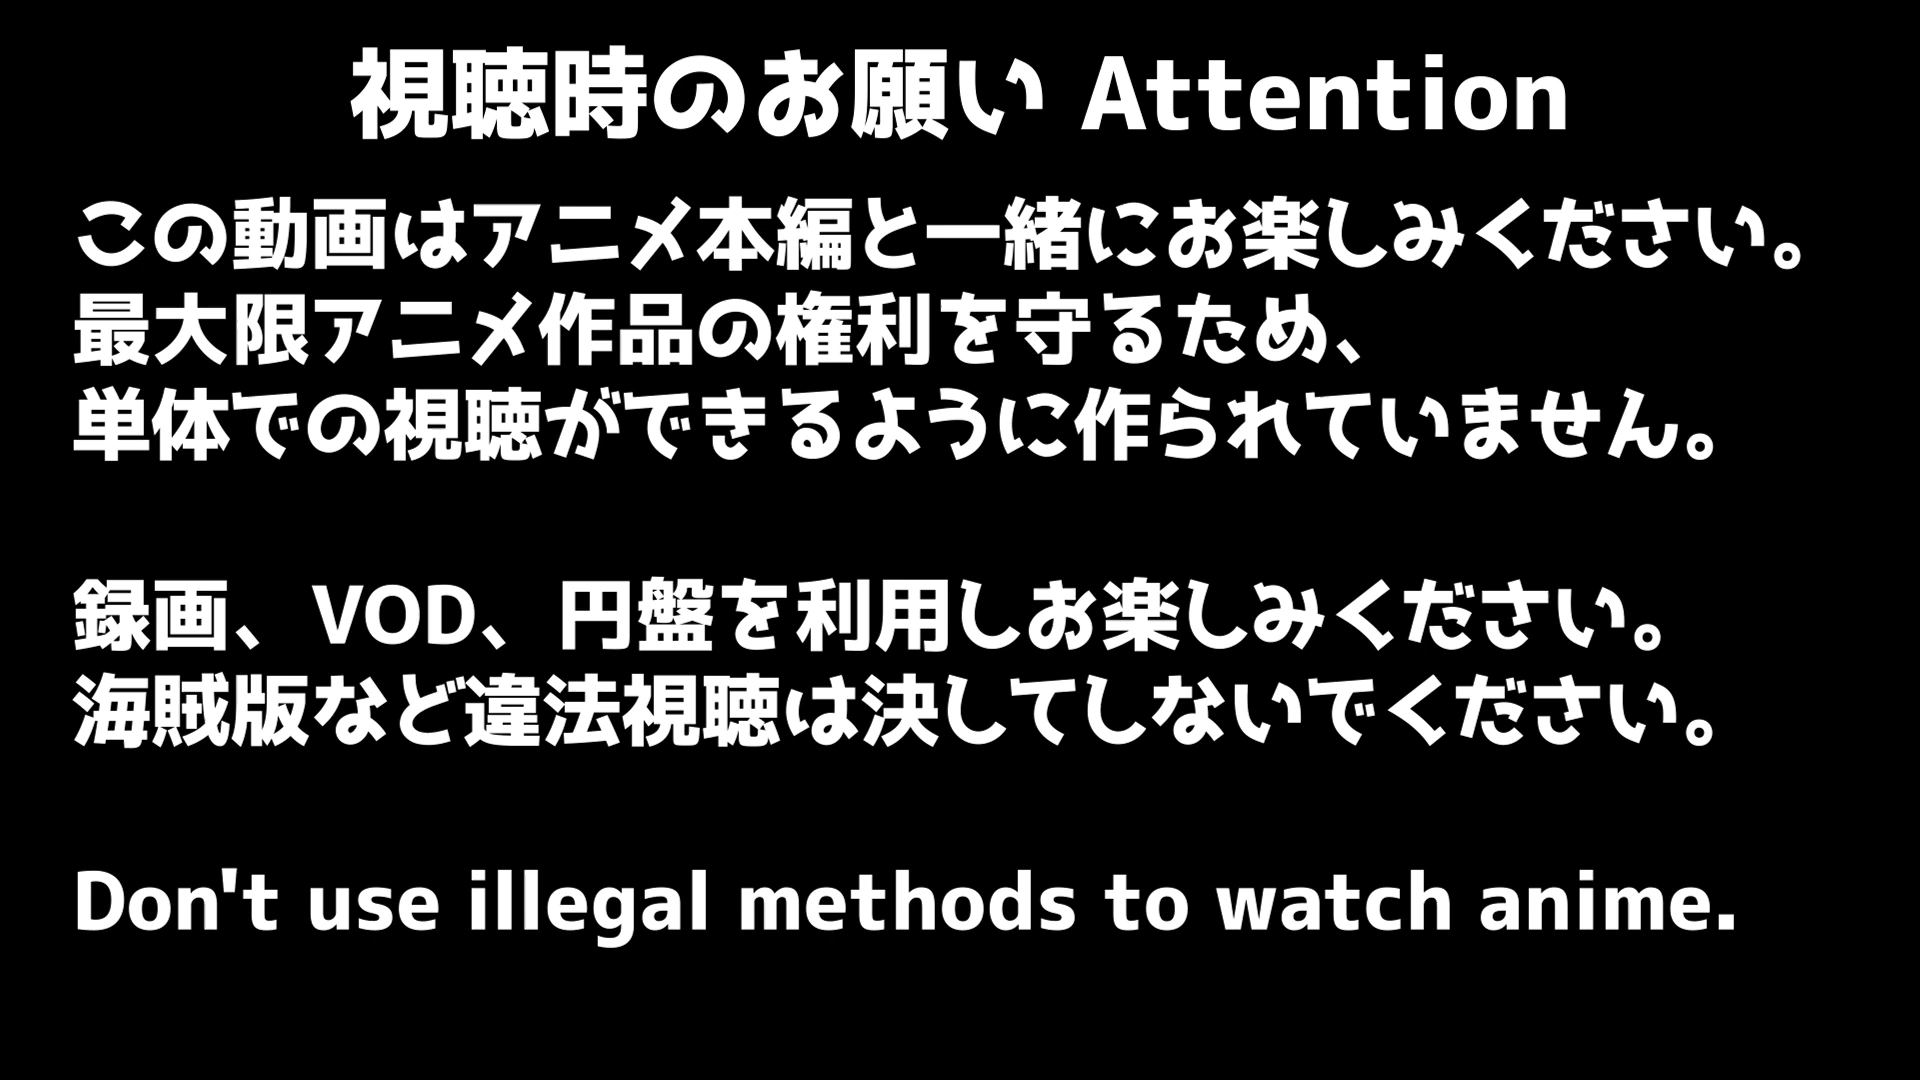 視聴時のお願い Attention
この動画はアニメ本編と一緒にお楽しみください。
最大限アニメ作品の権利を守るため、
単体での視聴ができるように作られていません。
録画、VOD、円盤を利用しお楽しみください。
海賊版など違法視聴は決してしないでください。
Don't use illegal methods to watch anime.